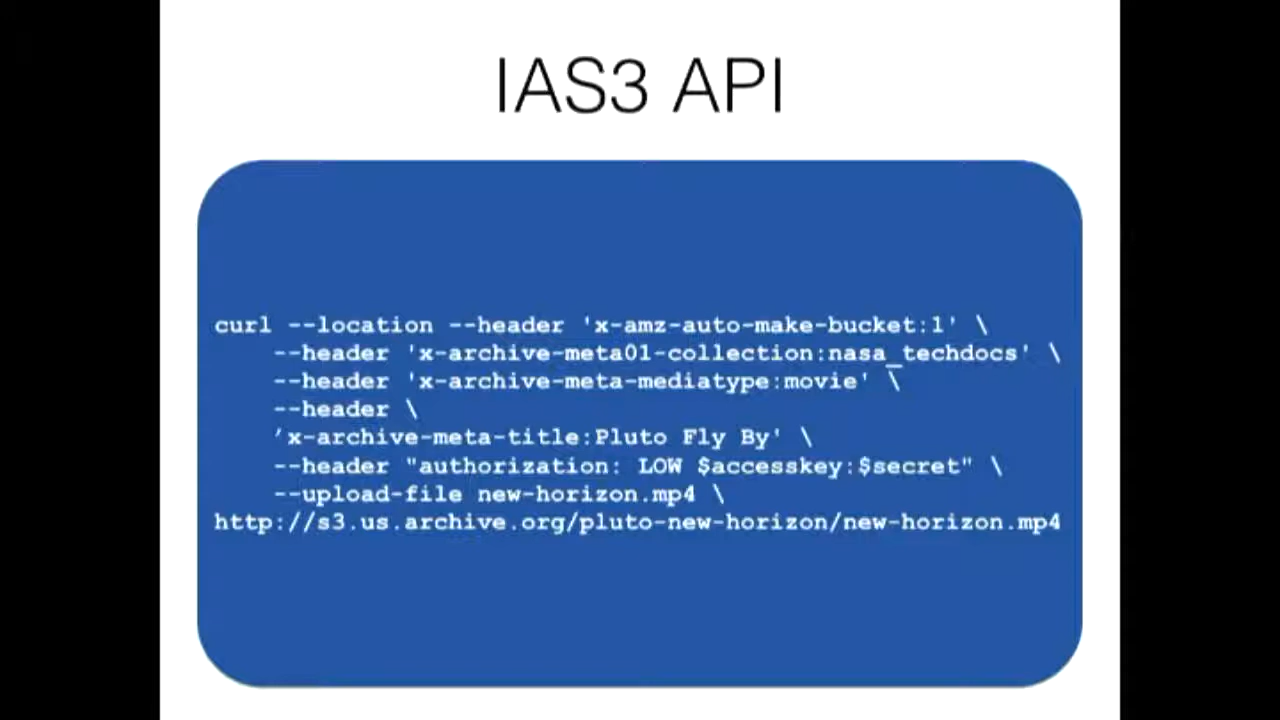 IAS3 API
curl --location --header 'x-amz-auto-make-bucket:1' \
--header 'x-archive-meta01-collection:nasa_techdocs' \
--header 'x-archive-meta-mediatype:movie' \
--header \
'x-archive-meta-title:Pluto Fly By' \
--header "authorization: LOW $accesskey:$secret" \
--upload-file new-horizon.mp4 \
http://s3.us.archive.org/pluto-new-horizon/new-horizon.mp4